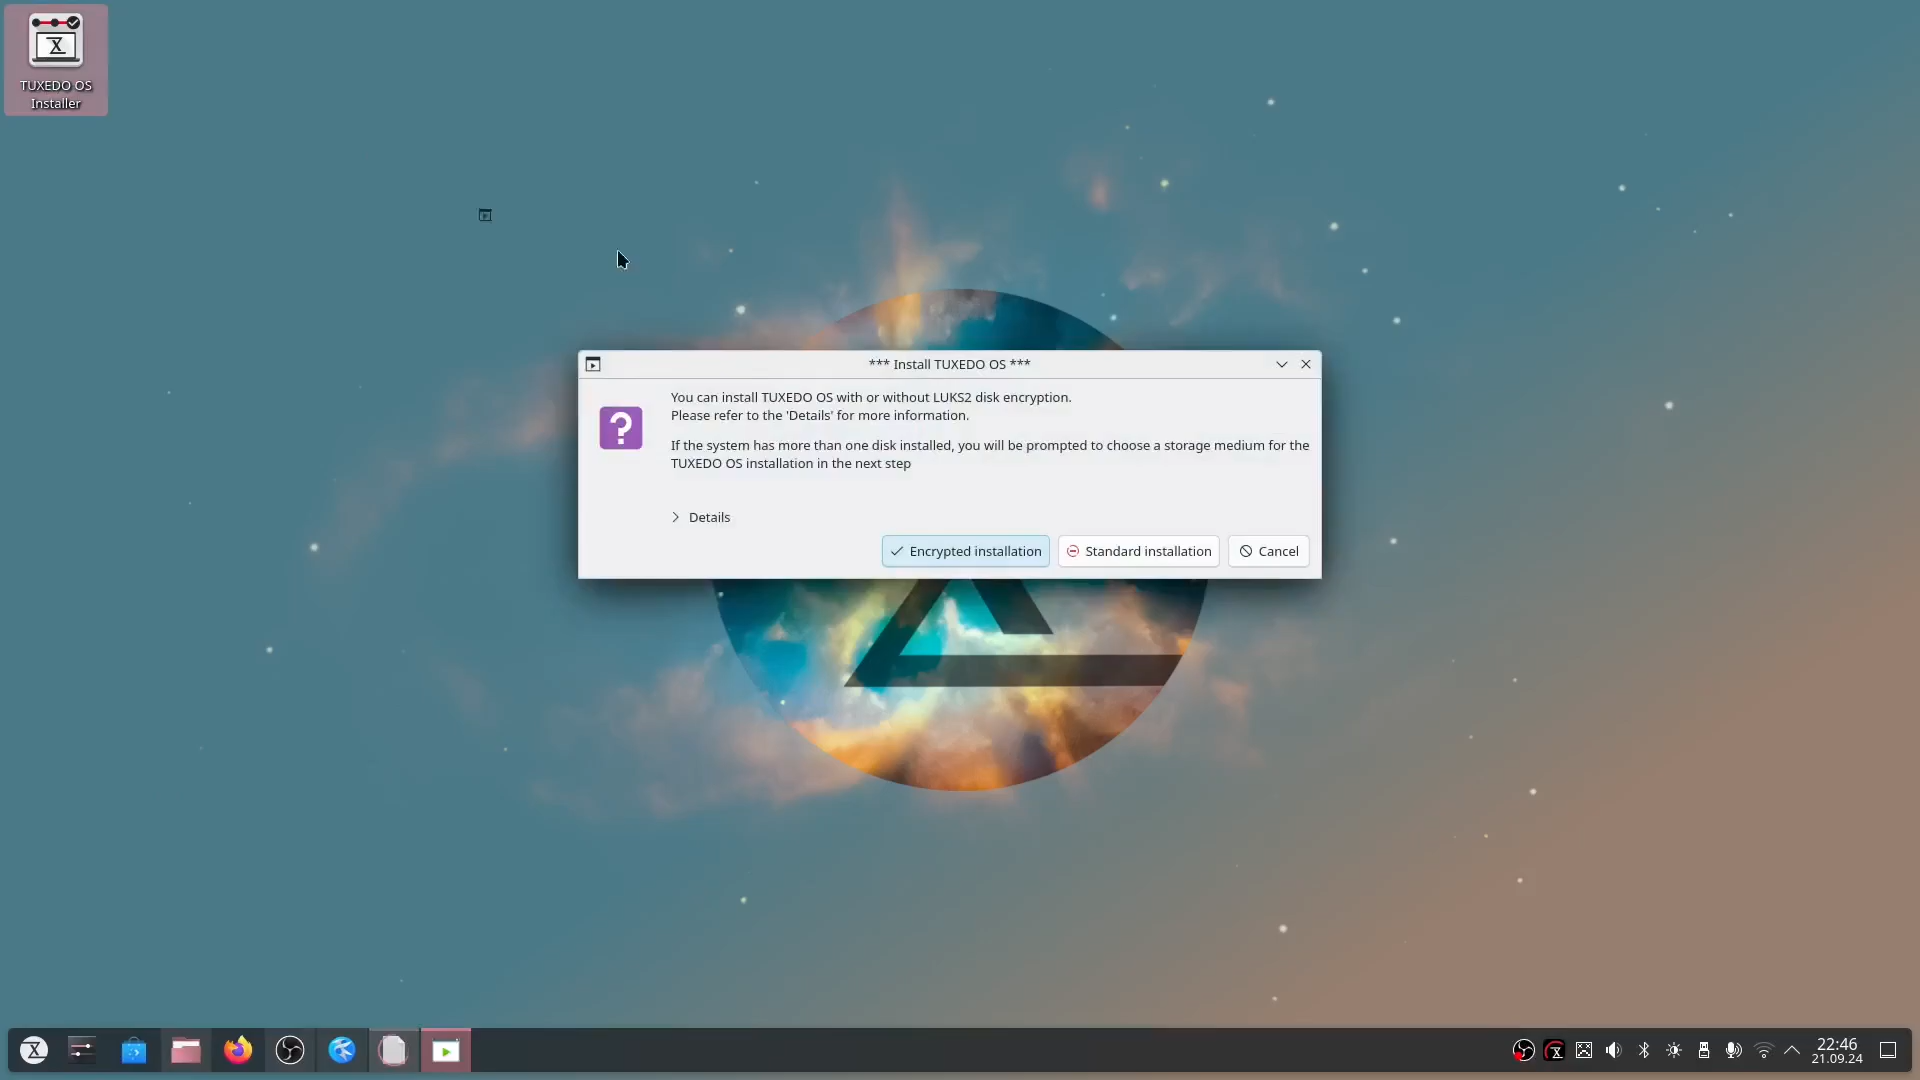 TUXEDO OS
Installer
*** Install TUXEDO OS ***
You can install TUXEDO OS with or without LUKS2 disk encryption.
Please refer to the 'Details' for more information.
If the system has more than one disk installed, you will be prompted to choose a storage medium for the
TUXEDO OS installation in the next step
Details
Encrypted installation
Standard installation
Cancel
22:46
21.09.24